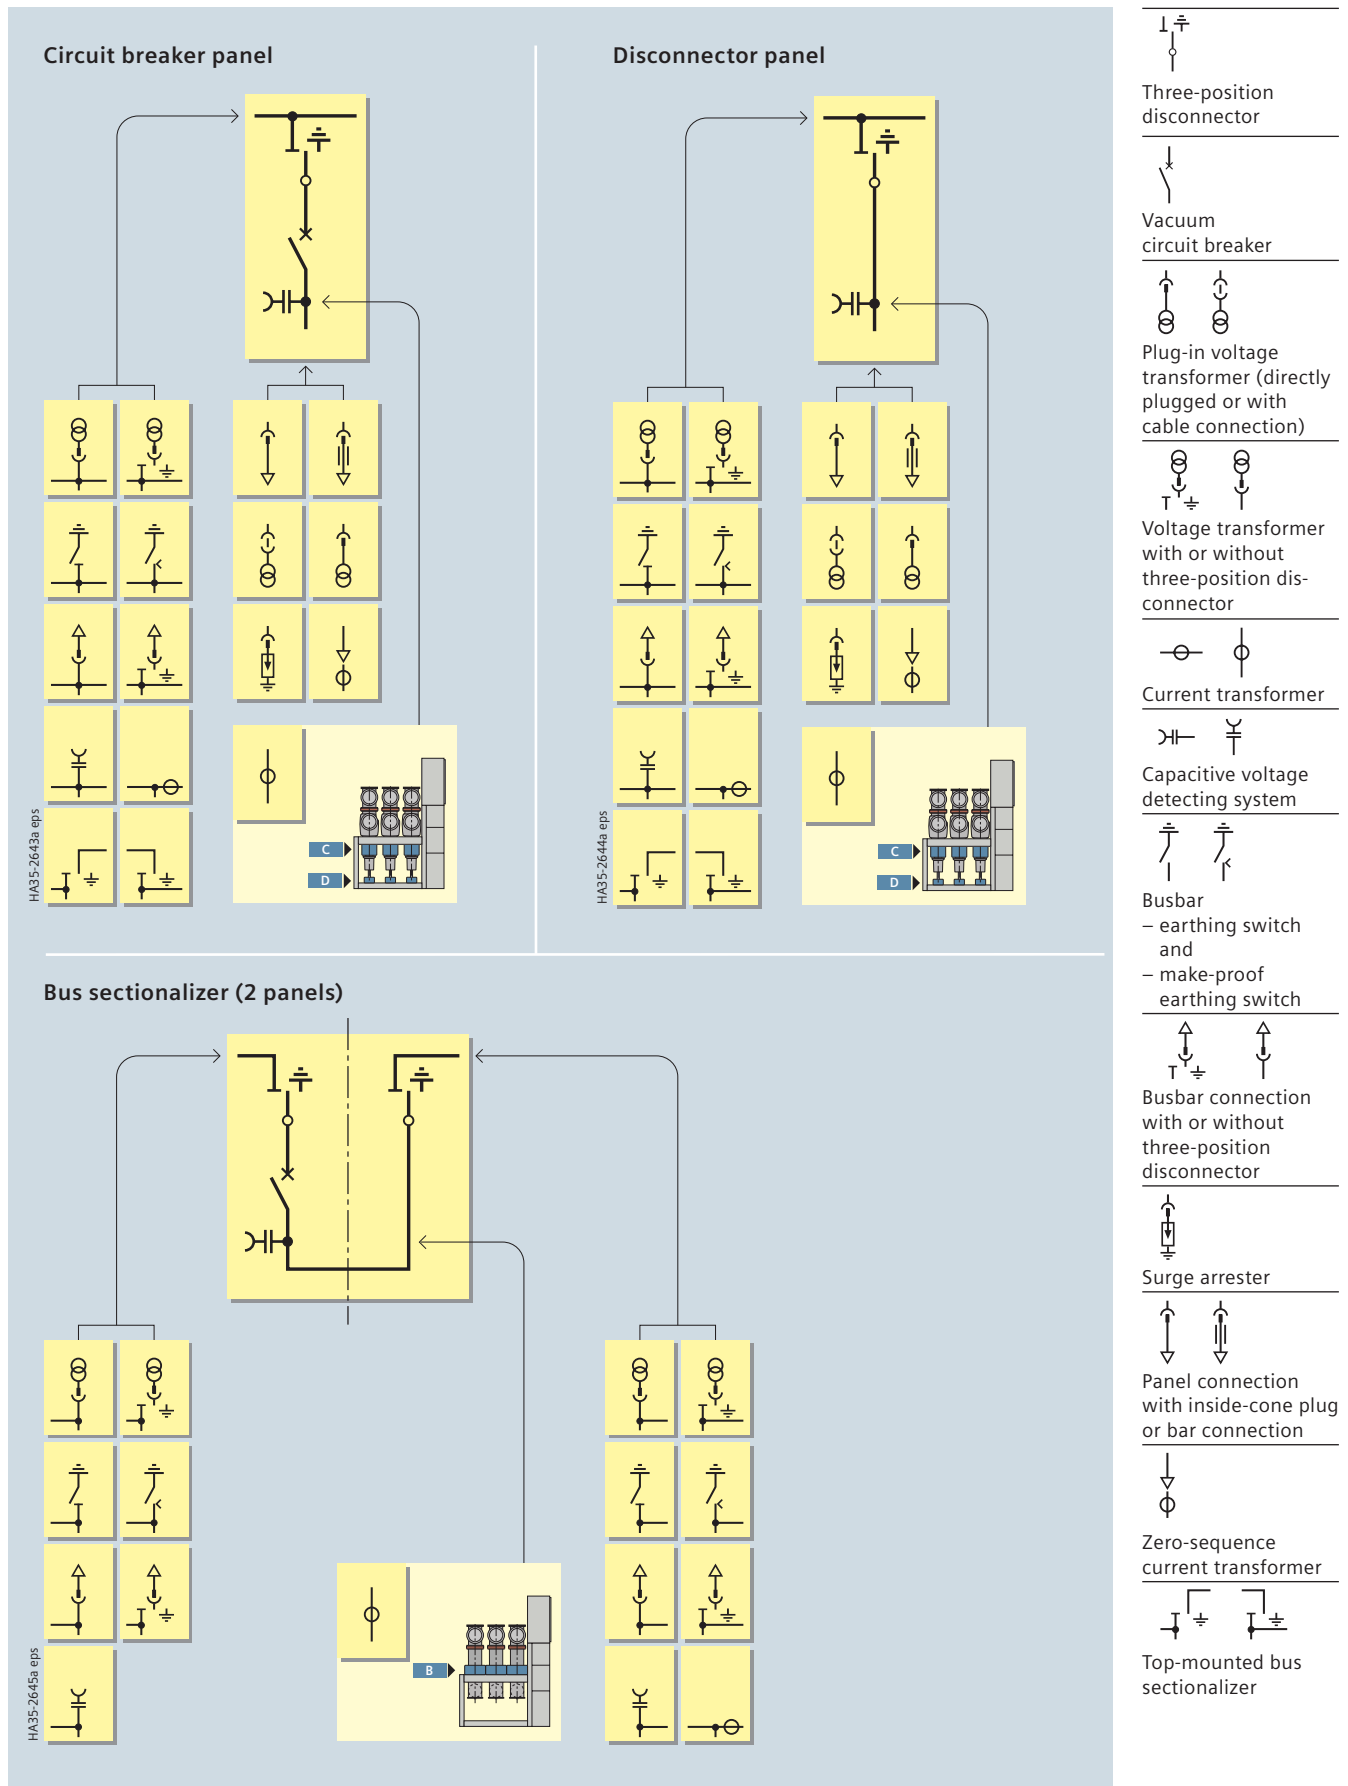 Circuit breaker panel
HA35-2643a eps
C
D
Disconnector panel
HA35-2644a eps
C
D
Bus sectionalizer (2 panels)
HA35-2645a eps
B
Three-position
disconnector
Vacuum
circuit breaker
Plug-in voltage
transformer (directly
plugged or with
cable connection)
Voltage transformer
with or without
three-position dis-
connector
Current transformer
Capacitive voltage
detecting system
Busbar
– earthing switch
and
– make-proof
earthing switch
Busbar connection
with or without
three-position
disconnector
Surge arrester
Panel connection
with inside-cone plug
or bar connection
Zero-sequence
current transformer
Top-mounted bus
sectionalizer